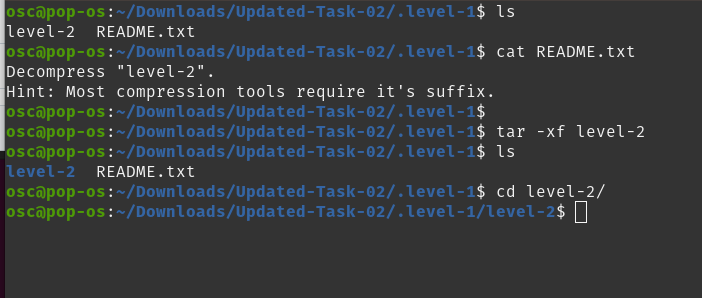 osc@pop-os:~/Downloads/Updated-Task-02/.level-1$ ls
level-2  README.txt
osc@pop-os:~/Downloads/Updated-Task-02/.level-1$ cat README.txt
Decompress "level-2".
Hint: Most compression tools require it's suffix.
osc@pop-os:~/Downloads/Updated-Task-02/.level-1$
osc@pop-os:~/Downloads/Updated-Task-02/.level-1$ tar -xf level-2
osc@pop-os:~/Downloads/Updated-Task-02/.level-1$ ls
level-2  README.txt
osc@pop-os:~/Downloads/Updated-Task-02/.level-1$ cd level-2/
osc@pop-os:~/Downloads/Updated-Task-02/.level-1/level-2$